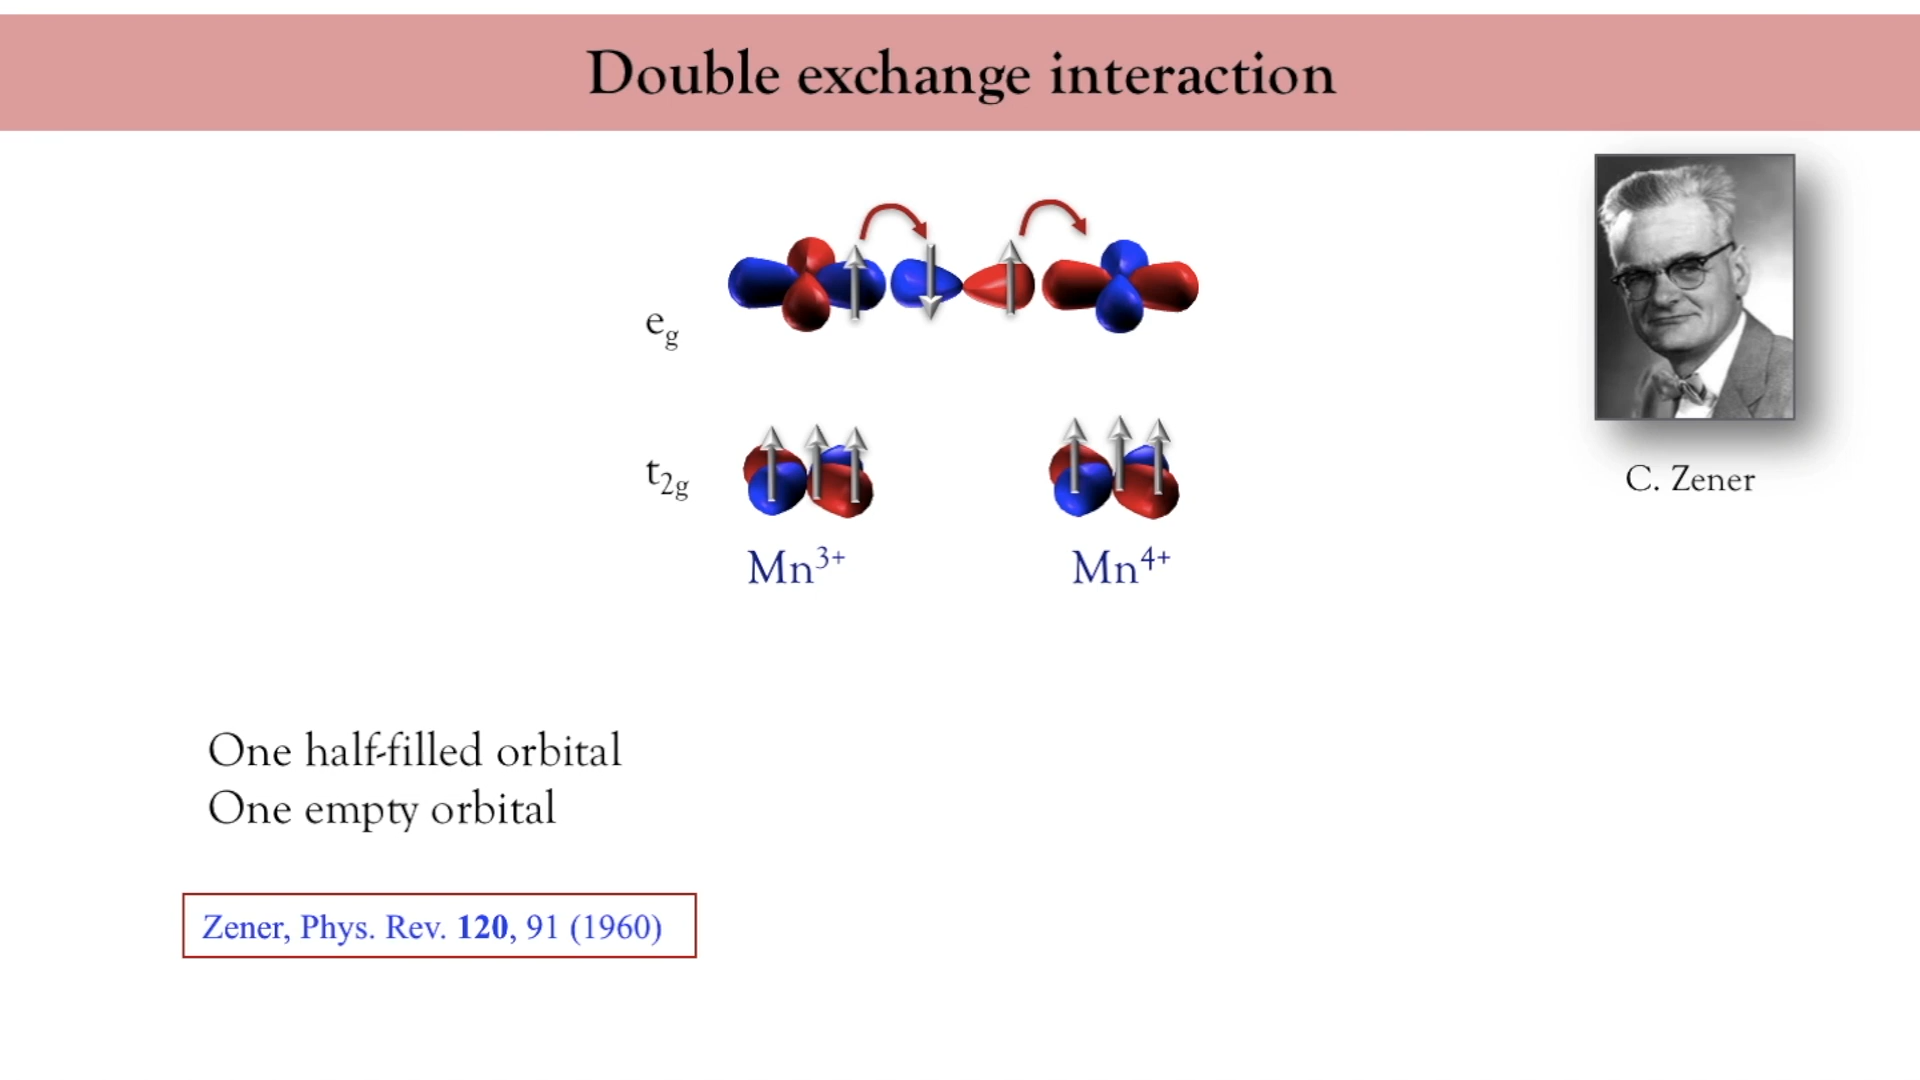 Double exchange interaction
e_g
t_2g
Mn³⁺
Mn⁴⁺
C. Zener
One half-filled orbital
One empty orbital
Zener, Phys. Rev. 120, 91 (1960)